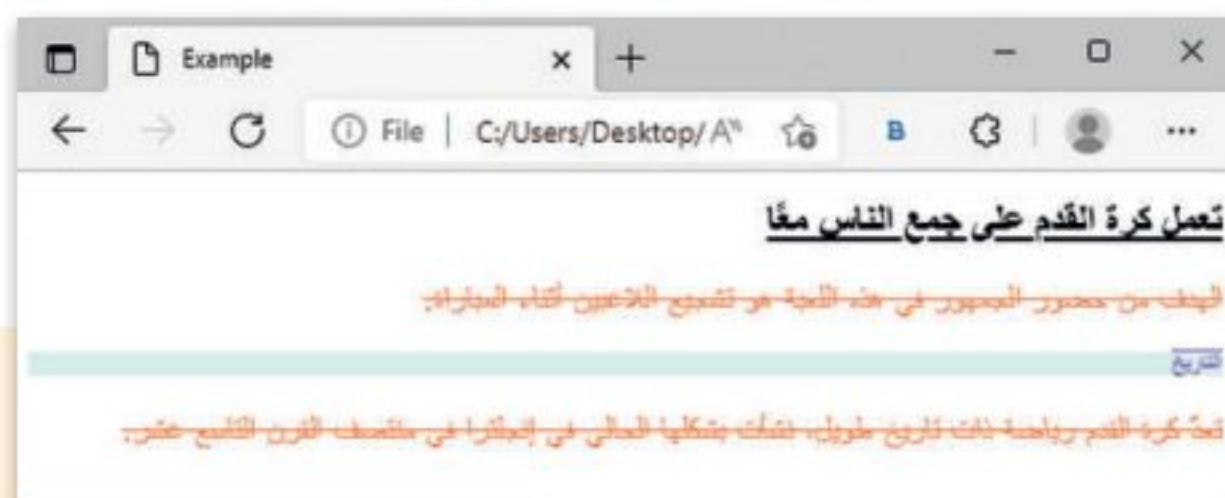 Example
File | C:/Users/Desktop/
تعمل كرة القدم على جمع الناس معًا
الهدف من حضور الجمهور في هذه اللعبة هو تشجيع اللاعبين أثناء المباراة.
التاريخ
تعدّ كرة القدم رياضة ذات تاريخ طويل، نشأت بشكلها الحالي في إنجلترا في منتصف القرن التاسع عشر.